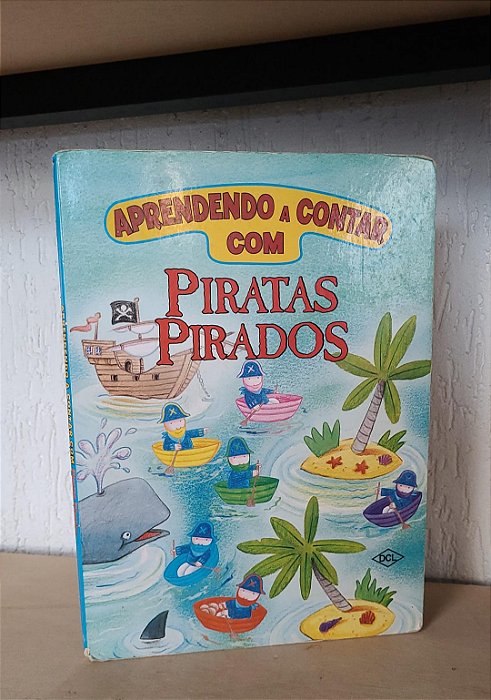 APRENDENDO A CONTAR
COM
PIRATAS
PIRADOS
DCL